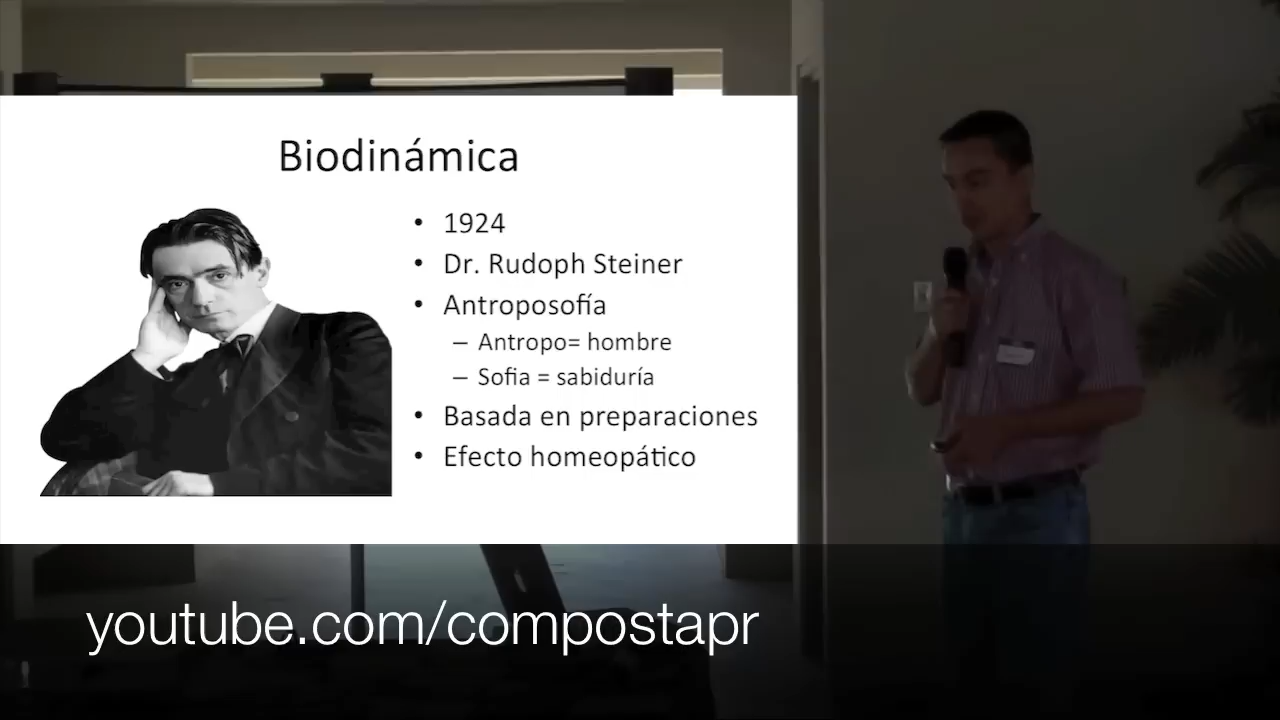 Biodinámica
• 1924
• Dr. Rudoph Steiner
• Antroposofía
– Antropo= hombre
– Sofia = sabiduría
• Basada en preparaciones
• Efecto homeopático
youtube.com/compostapr